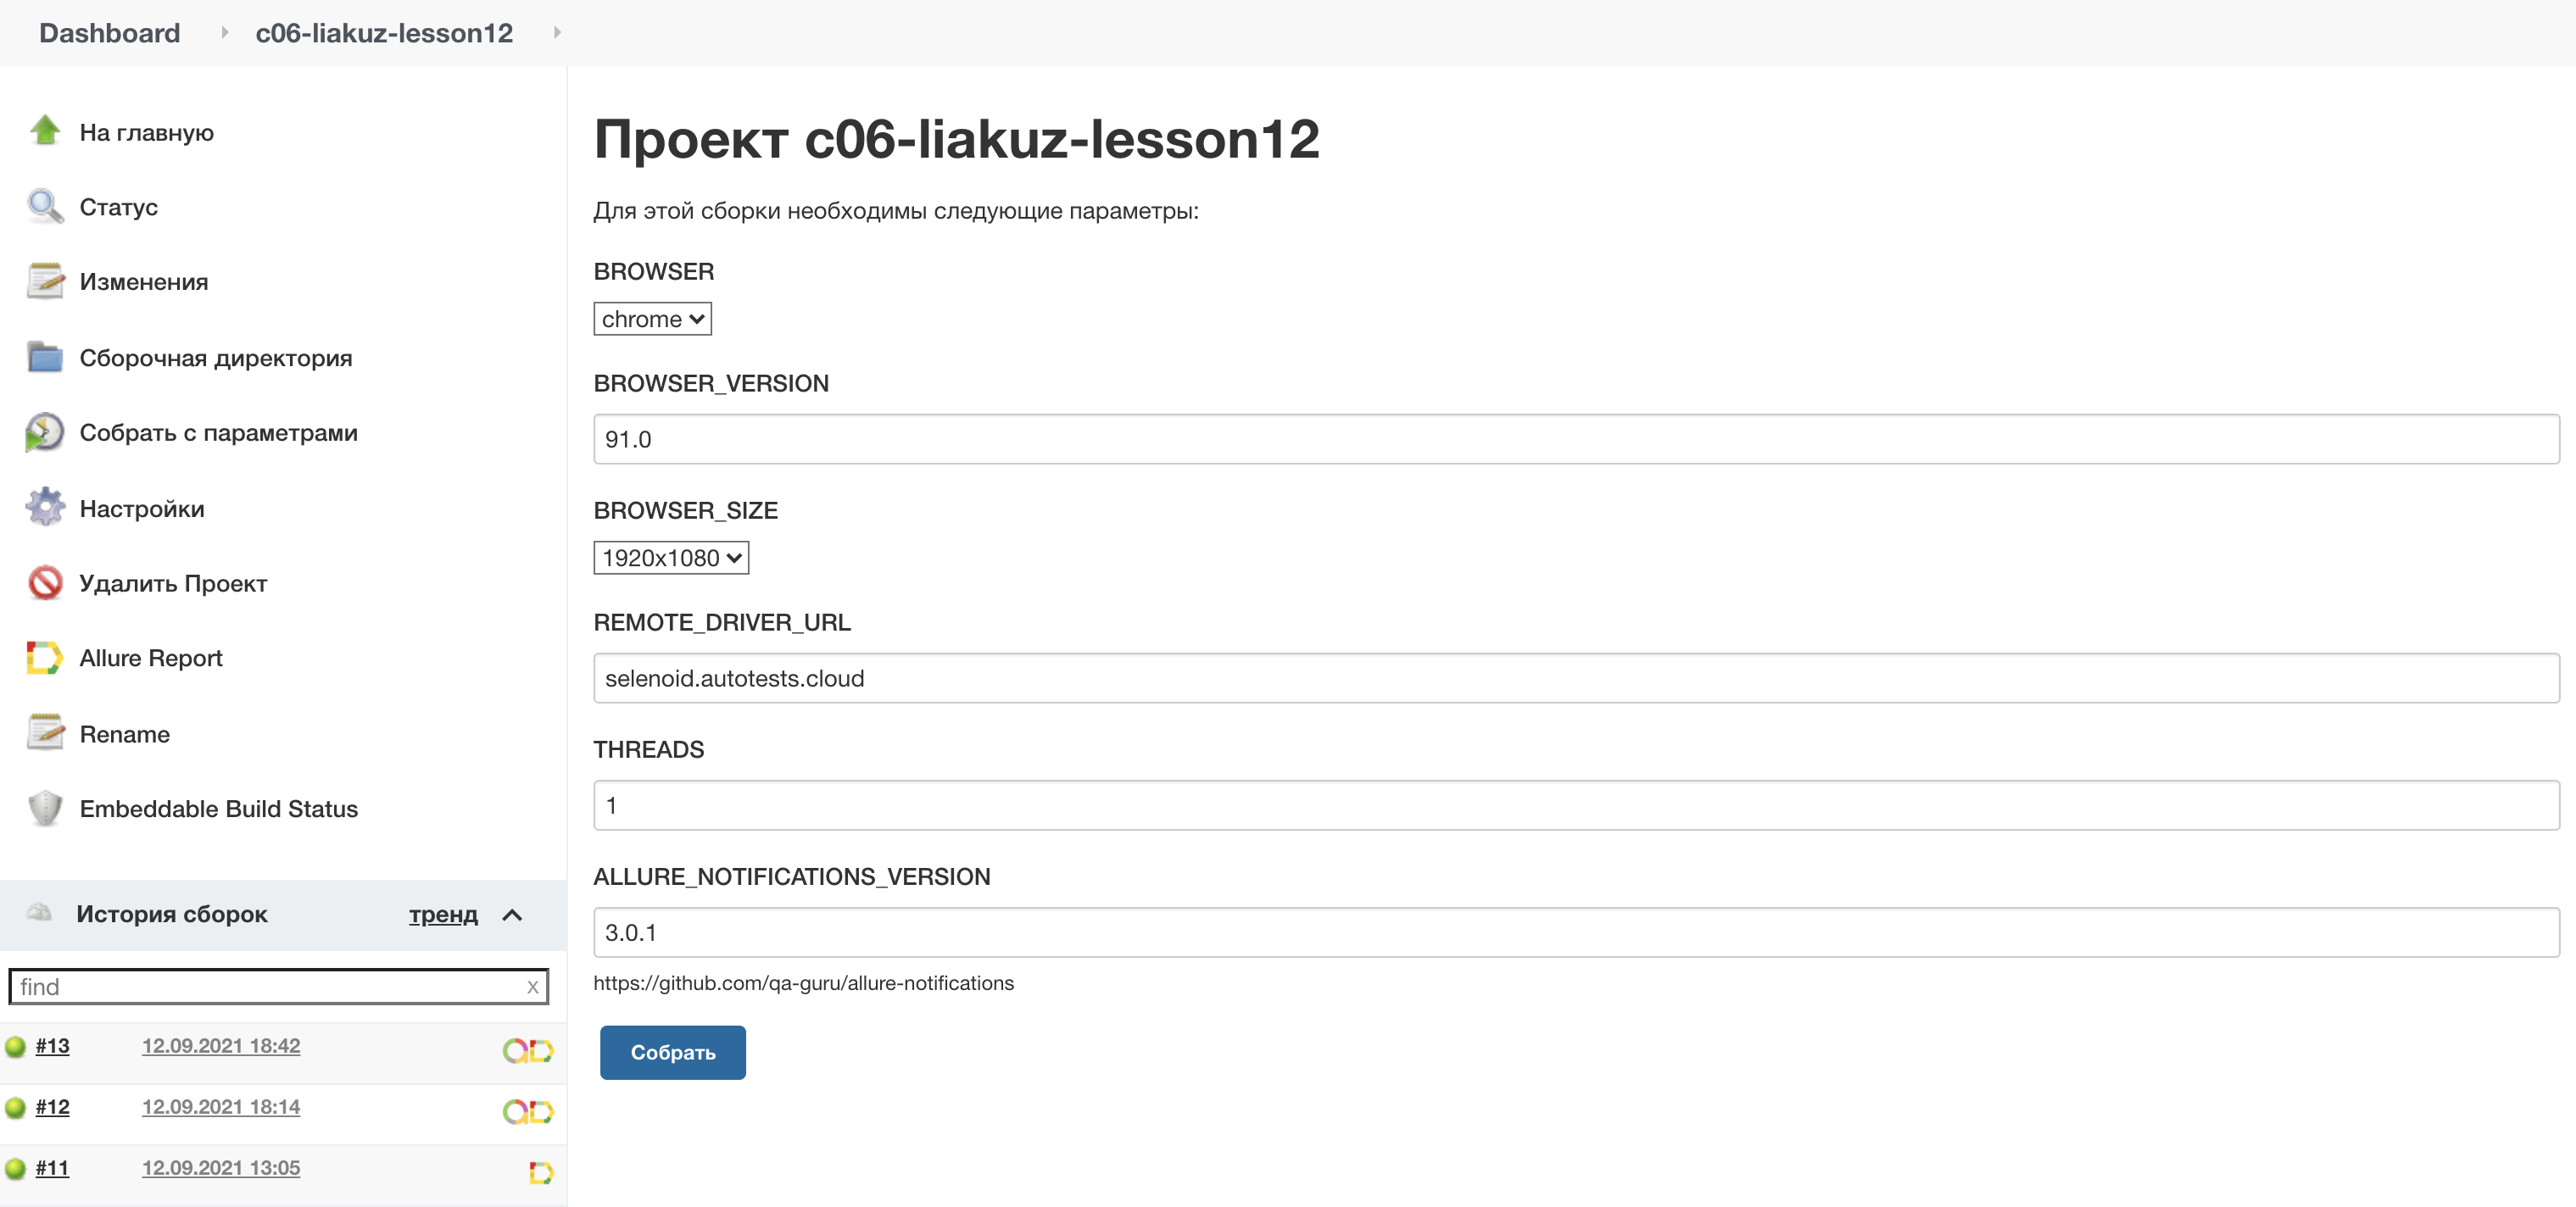 Dashboard c06-liakuz-lesson12
На главную
Статус
Изменения
Сборочная директория
Собрать с параметрами
Настройки
Удалить Проект
Allure Report
Rename
Embeddable Build Status
История сборок тренд
find x
#13 12.09.2021 18:42
#12 12.09.2021 18:14
#11 12.09.2021 13:05
Проект c06-liakuz-lesson12
Для этой сборки необходимы следующие параметры:
BROWSER
chrome
BROWSER_VERSION
91.0
BROWSER_SIZE
1920x1080
REMOTE_DRIVER_URL
selenoid.autotests.cloud
THREADS
1
ALLURE_NOTIFICATIONS_VERSION
3.0.1
https://github.com/qa-guru/allure-notifications
Собрать